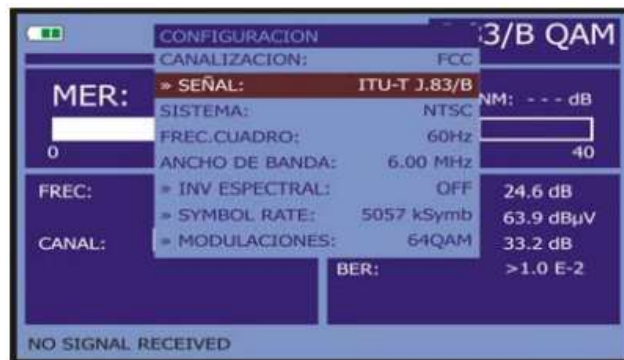 .83/B QAM
CONFIGURACION
CANALIZACION: FCC
» SEÑAL: ITU-T J.83/B
SISTEMA: NTSC
FREC.CUADRO: 60Hz
ANCHO DE BANDA: 6.00 MHz
» INV ESPECTRAL: OFF
» SYMBOL RATE: 5057 kSymb
» MODULACIONES: 64QAM
MER:
NM: - - - dB
0 40
FREC: 24.6 dB
63.9 dBµV
CANAL: 33.2 dB
BER: >1.0 E-2
NO SIGNAL RECEIVED